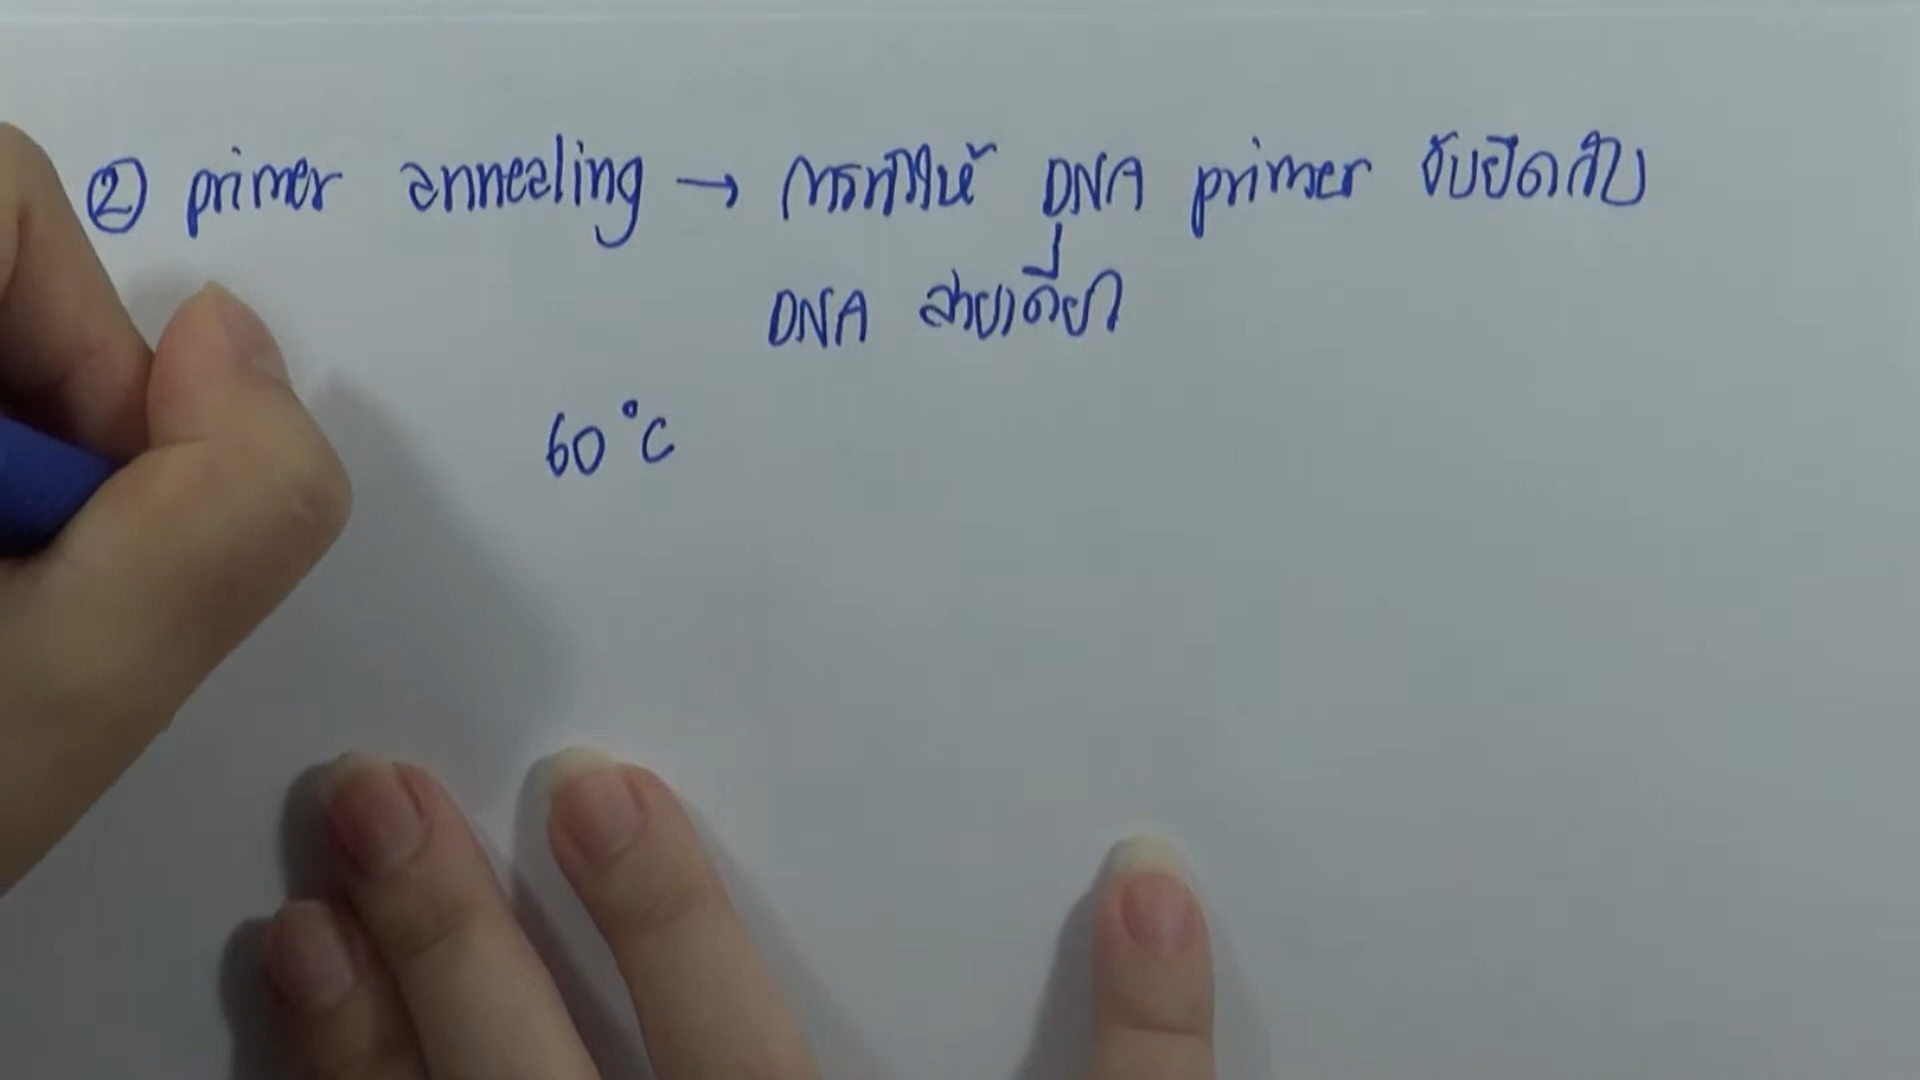 ② primer annealing → การทำให้ DNA primer จับยึดกับ
DNA สายเดี่ยว
60 °C